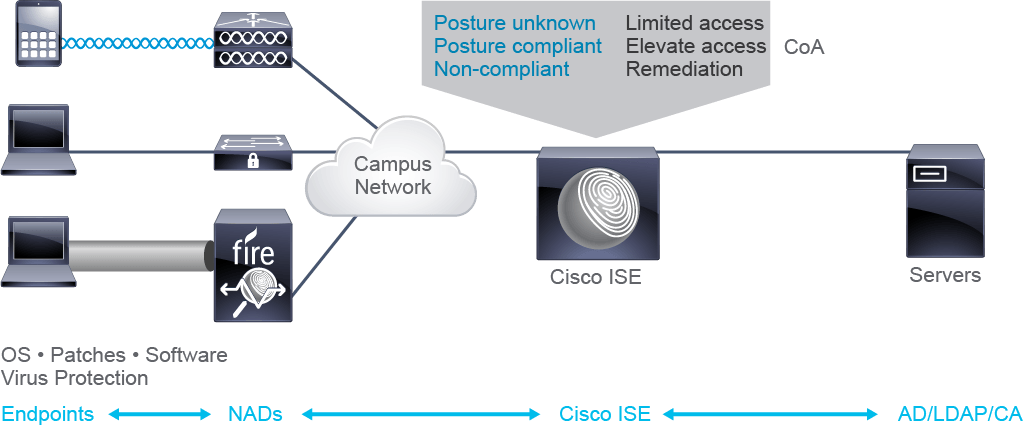 Posture unknown Limited access
Posture compliant Elevate access CoA
Non-compliant Remediation
Campus
Network
fire
Cisco ISE
Servers
OS • Patches • Software
Virus Protection
Endpoints NADs Cisco ISE AD/LDAP/CA